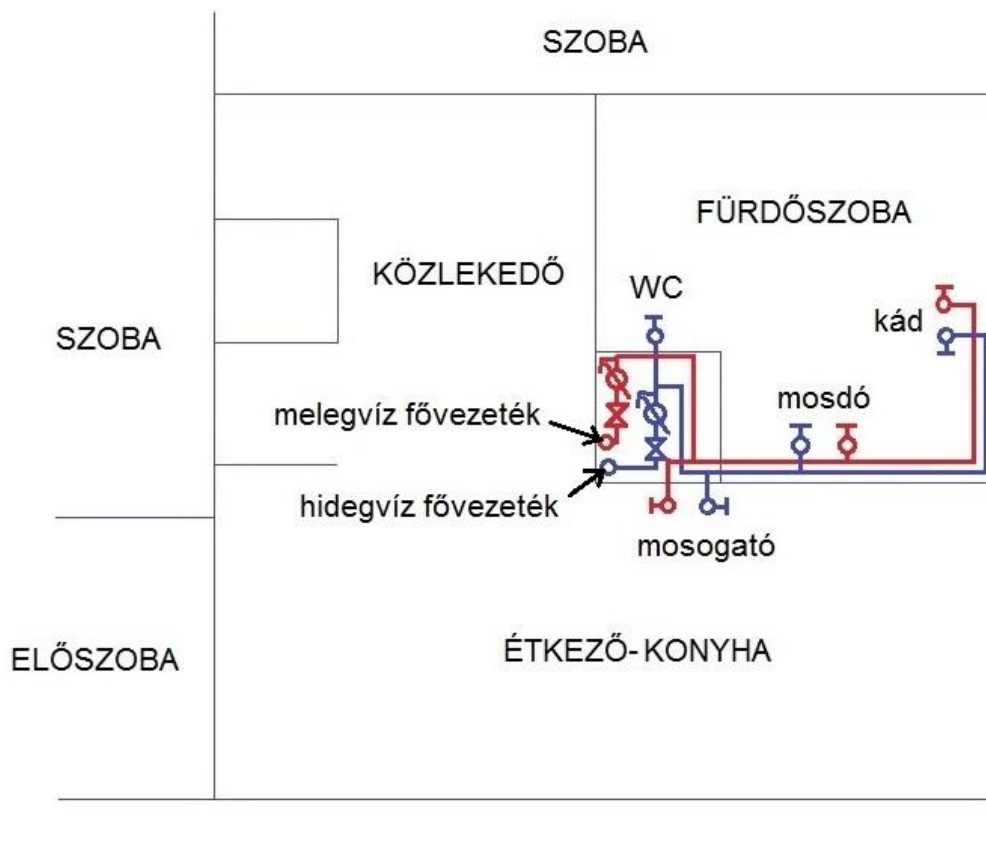 SZOBA
FÜRDŐSZOBA
KÖZLEKEDŐ
WC
kád
SZOBA
mosdó
melegvíz fővezeték
hidegvíz fővezeték
mosogató
ELŐSZOBA
ÉTKEZŐ-KONYHA